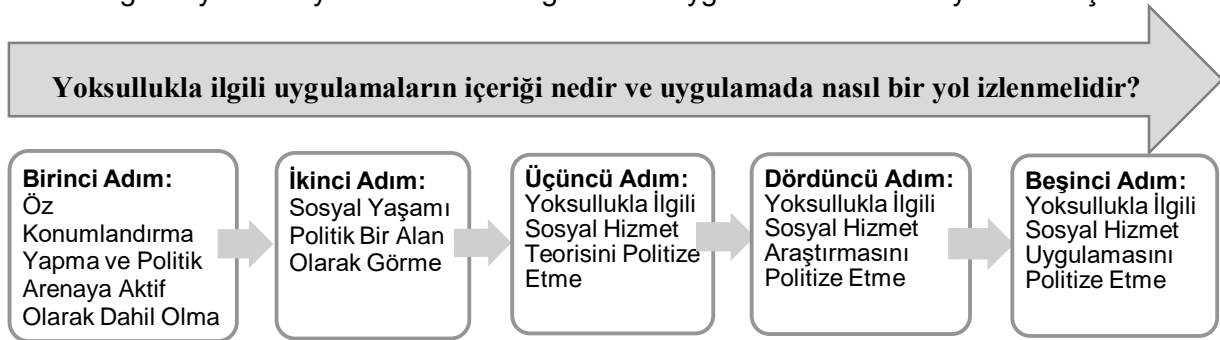 Yoksullukla ilgili uygulamaların içeriği nedir ve uygulamada nasıl bir yol izlenmelidir?
Birinci Adım:
Öz
Konumlandırma
Yapma ve Politik
Arenaya Aktif
Olarak Dahil Olma
İkinci Adım:
Sosyal Yaşamı
Politik Bir Alan
Olarak Görme
Üçüncü Adım:
Yoksullukla İlgili
Sosyal Hizmet
Teorisini Politize
Etme
Dördüncü Adım:
Yoksullukla İlgili
Sosyal Hizmet
Araştırmasını
Politize Etme
Beşinci Adım:
Yoksullukla İlgili
Sosyal Hizmet
Uygulamasını
Politize Etme